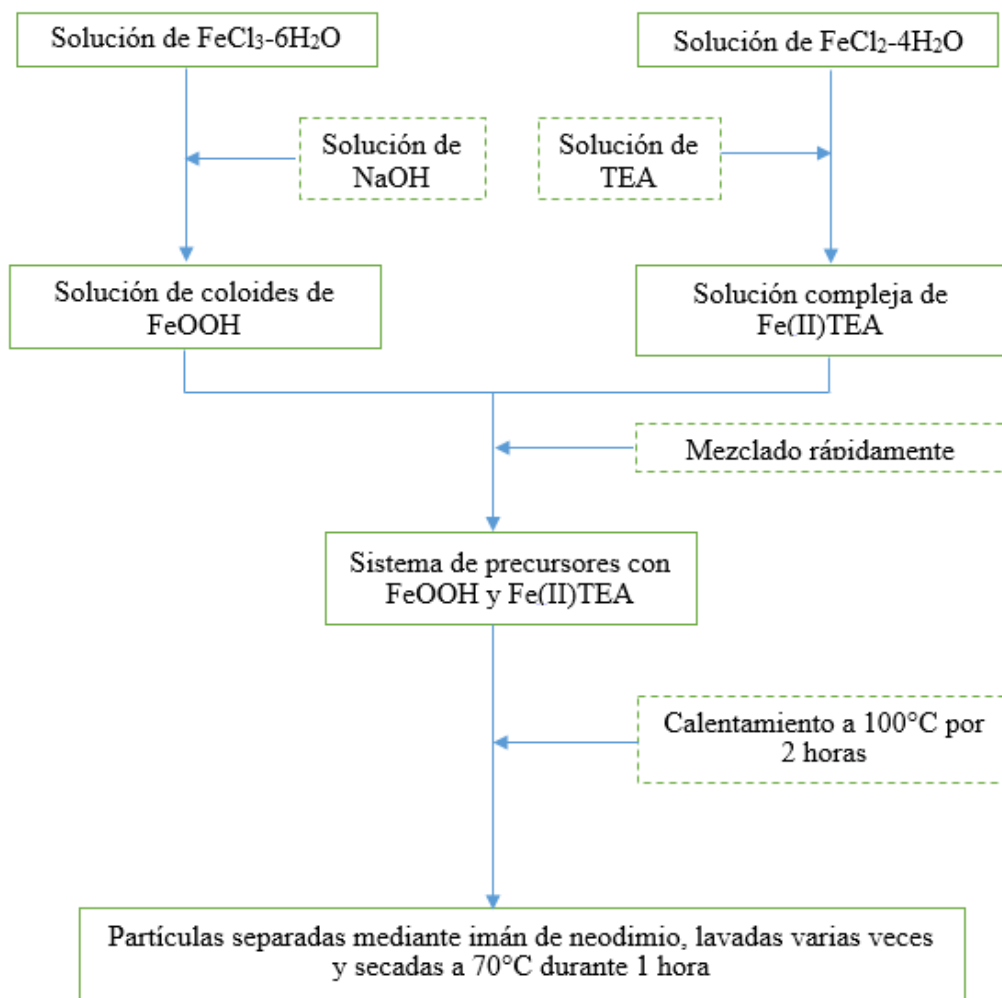 Solución de FeCl₃-6H₂O
Solución de FeCl₂-4H₂O
Solución de
NaOH
Solución de
TEA
Solución de coloides de
FeOOH
Solución compleja de
Fe(II)TEA
Mezclado rápidamente
Sistema de precursores con
FeOOH y Fe(II)TEA
Calentamiento a 100°C por
2 horas
Partículas separadas mediante imán de neodimio, lavadas varias veces
y secadas a 70°C durante 1 hora